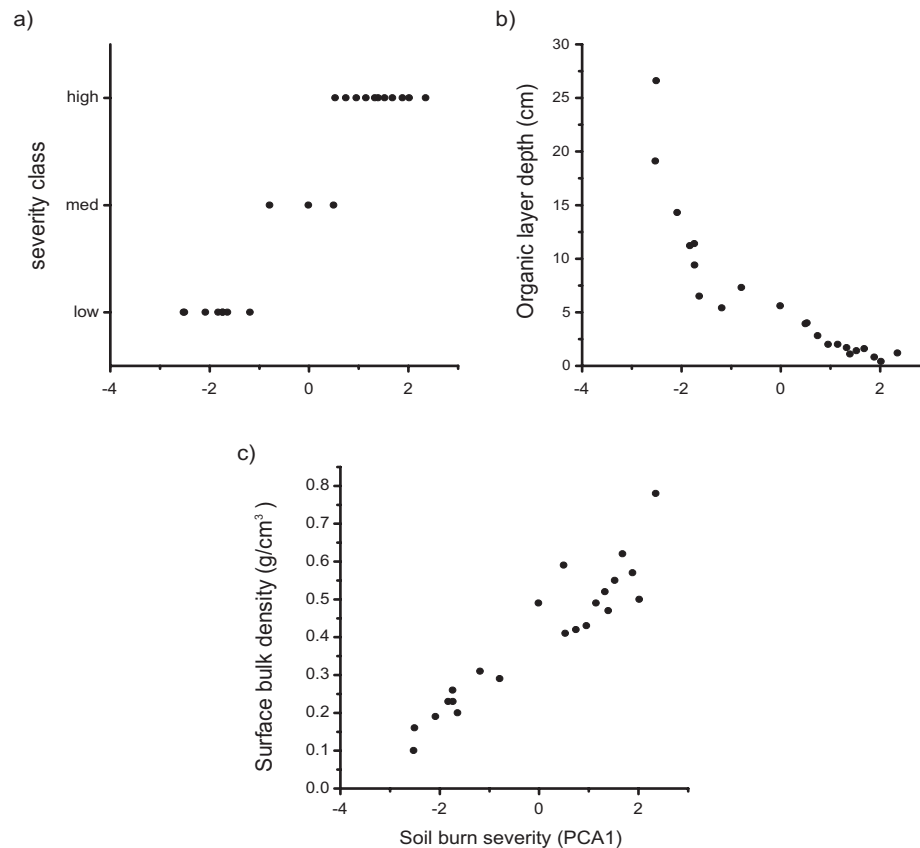 a)
severity class
high
med
low
-4
-2
0
2
b)
Organic layer depth (cm)
30
25
20
15
10
5
0
-4
-2
0
2
c)
Surface bulk density (g/cm³)
0.8
0.7
0.6
0.5
0.4
0.3
0.2
0.1
0.0
-4
-2
0
2
Soil burn severity (PCA1)